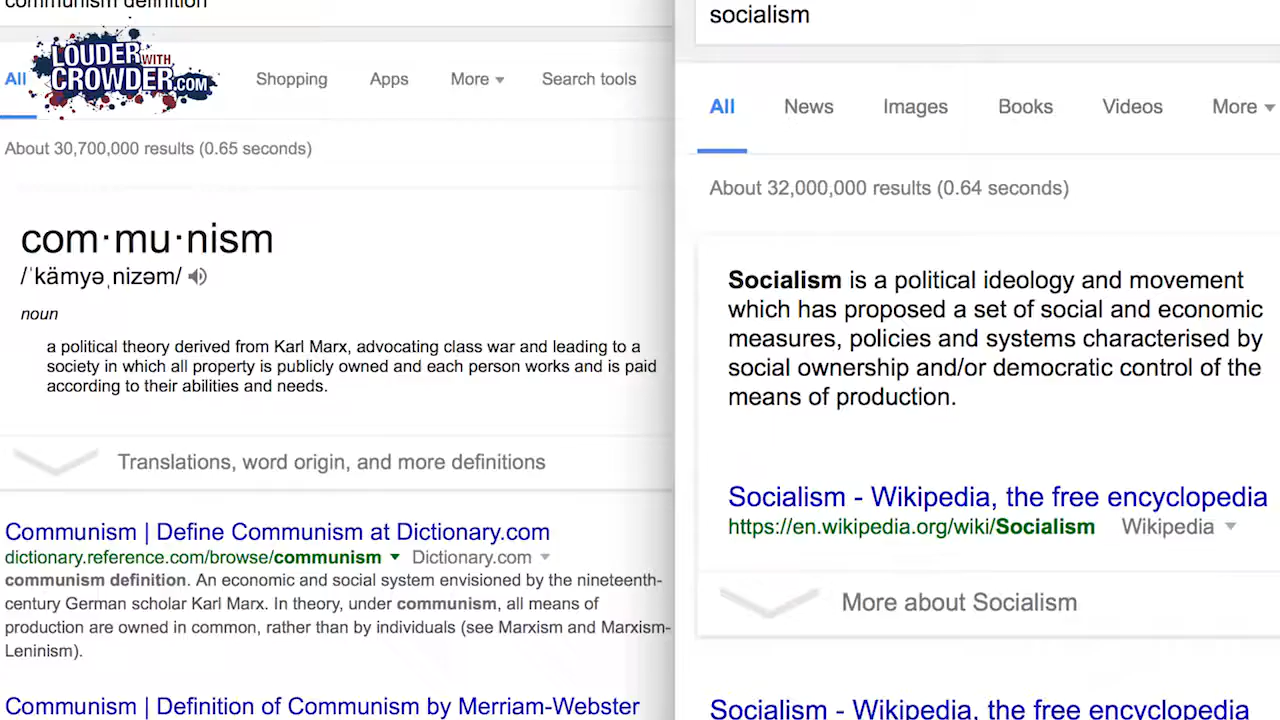 communism definition
LOUDER WITH
CROWDER.COM
All
Shopping
Apps
More
Search tools
About 30,700,000 results (0.65 seconds)
com·mu·nism
/ˈkämyəˌnizəm/
noun
a political theory derived from Karl Marx, advocating class war and leading to a
society in which all property is publicly owned and each person works and is paid
according to their abilities and needs.
Translations, word origin, and more definitions
Communism | Define Communism at Dictionary.com
dictionary.reference.com/browse/communism Dictionary.com
communism definition. An economic and social system envisioned by the nineteenth-
century German scholar Karl Marx. In theory, under communism, all means of
production are owned in common, rather than by individuals (see Marxism and Marxism-
Leninism).
Communism | Definition of Communism by Merriam-Webster
socialism
All
News
Images
Books
Videos
More
About 32,000,000 results (0.64 seconds)
Socialism is a political ideology and movement
which has proposed a set of social and economic
measures, policies and systems characterised by
social ownership and/or democratic control of the
means of production.
Socialism - Wikipedia, the free encyclopedia
https://en.wikipedia.org/wiki/Socialism Wikipedia
More about Socialism
Socialism - Wikipedia, the free encyclopedia